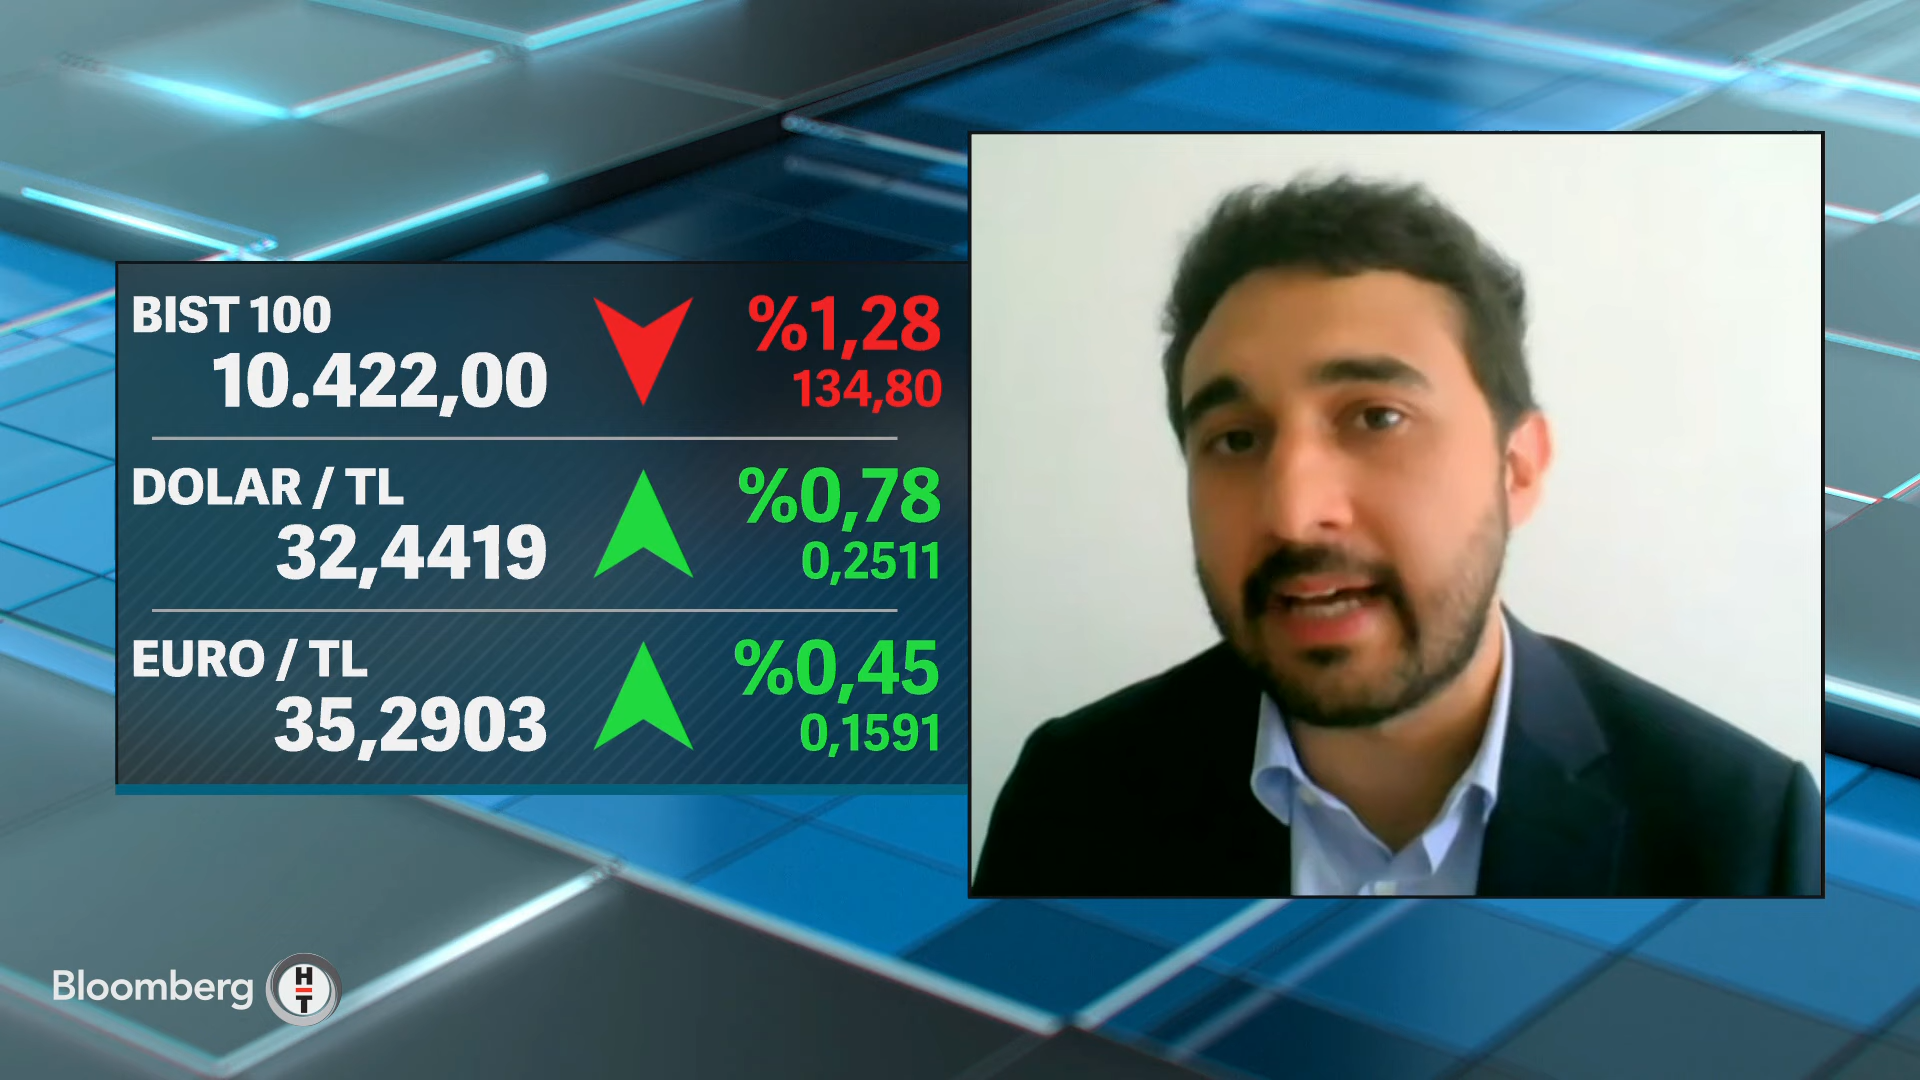 BIST 100
10.422,00
%1,28
134,80
DOLAR / TL
32,4419
%0,78
0,2511
EURO / TL
35,2903
%0,45
0,1591
Bloomberg HT